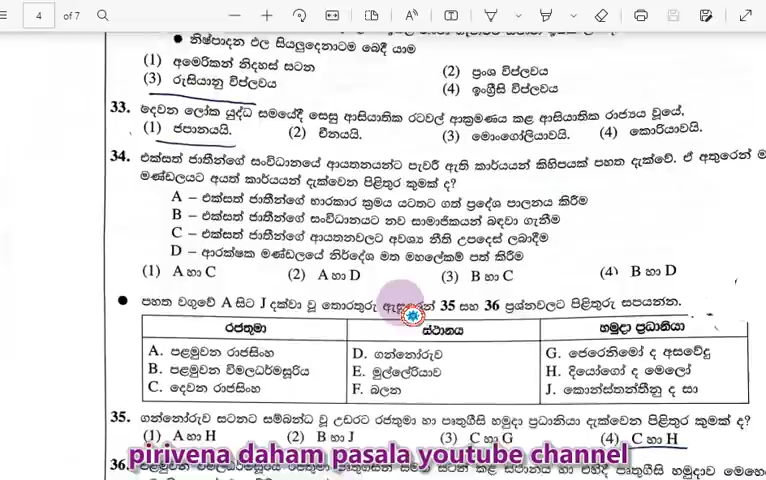 4 of 7
● නිෂ්පාදන ඵල සියලුදෙනාටම බෙදී යාම
(1) අමෙරිකන් නිදහස් සටන
(2) ප්‍රංශ විප්ලවය
(3) රුසියානු විප්ලවය
(4) ඉංග්‍රීසි විප්ලවය
33. දෙවන ලෝක යුද්ධ සමයේදී සෙසු ආසියාතික රටවල් ආක්‍රමණය කළ ආසියාතික රාජ්‍යය වූයේ,
(1) ජපානයයි. (2) චීනයයි. (3) මොංගෝලියාවයි. (4) කොරියාවයි.
34. එක්සත් ජාතීන්ගේ සංවිධානයේ ආයතනයන්ට පැවරී ඇති කාර්යයන් කිහිපයක් පහත දැක්වේ. ඒ අතුරෙන් ම
මණ්ඩලයට අයත් කාර්යයන් දැක්වෙන පිළිතුර කුමක් ද?
A – එක්සත් ජාතීන්ගේ භාරකාර ක්‍රමය යටතට ගත් ප්‍රදේශ පාලනය කිරීම
B – එක්සත් ජාතීන්ගේ සංවිධානයට නව සාමාජිකයන් බඳවා ගැනීම
C – එක්සත් ජාතීන්ගේ ආයතනවලට අවශ්‍ය නීති උපදෙස් ලබාදීම
D – ආරක්ෂක මණ්ඩලයේ නිර්දේශ මත මහලේකම් පත් කිරීම
(1) A හා C (2) A හා D (3) B හා C (4) B හා D
● පහත වගුවේ A සිට J දක්වා වූ තොරතුරු ඇසුරෙන් 35 සහ 36 ප්‍රශ්නවලට පිළිතුරු සපයන්න.
රජතුමා ස්ථානය හමුදා ප්‍රධානියා
A. පළමුවන රාජසිංහ D. ගන්නෝරුව G. ජෙරෙනිමෝ ද අසවේදු
B. පළමුවන විමලධර්මසූරිය E. මුල්ලේරියාව H. දියෝගෝ ද මෙලෝ
C. දෙවන රාජසිංහ F. බලන J. කොන්ස්තන්තීනු ද සා
35. ගන්නෝරුව සටනට සම්බන්ධ වූ උඩරට රජතුමා හා පෘතුගීසි හමුදා ප්‍රධානියා දැක්වෙන පිළිතුර කුමක් ද?
(1) A හා H (2) B හා J (3) C හා G (4) C හා H
pirivena daham pasala youtube channel
36.